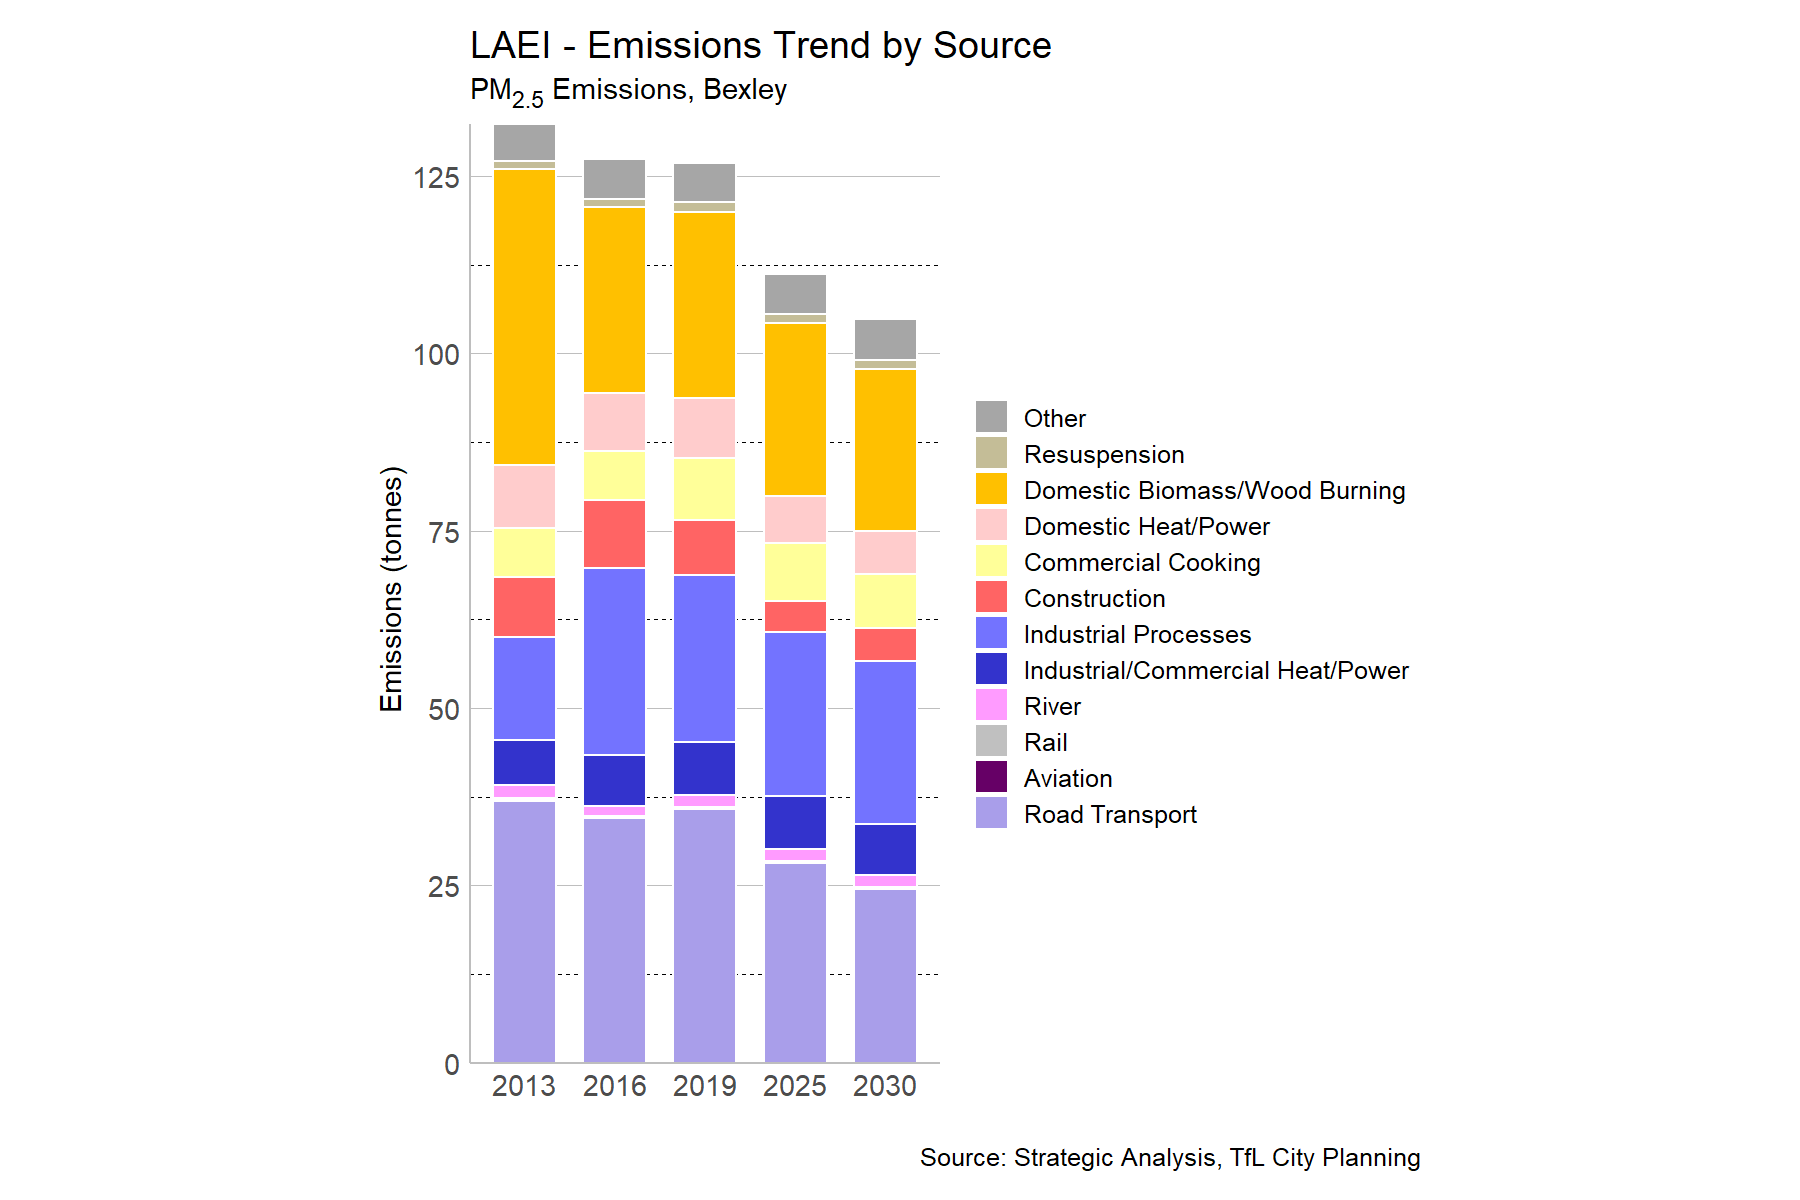 LAEI - Emissions Trend by Source
PM2.5 Emissions, Bexley
Emissions (tonnes)
125
100
75
50
25
0
2013 2016 2019 2025 2030
Other
Resuspension
Domestic Biomass/Wood Burning
Domestic Heat/Power
Commercial Cooking
Construction
Industrial Processes
Industrial/Commercial Heat/Power
River
Rail
Aviation
Road Transport
Source: Strategic Analysis, TfL City Planning